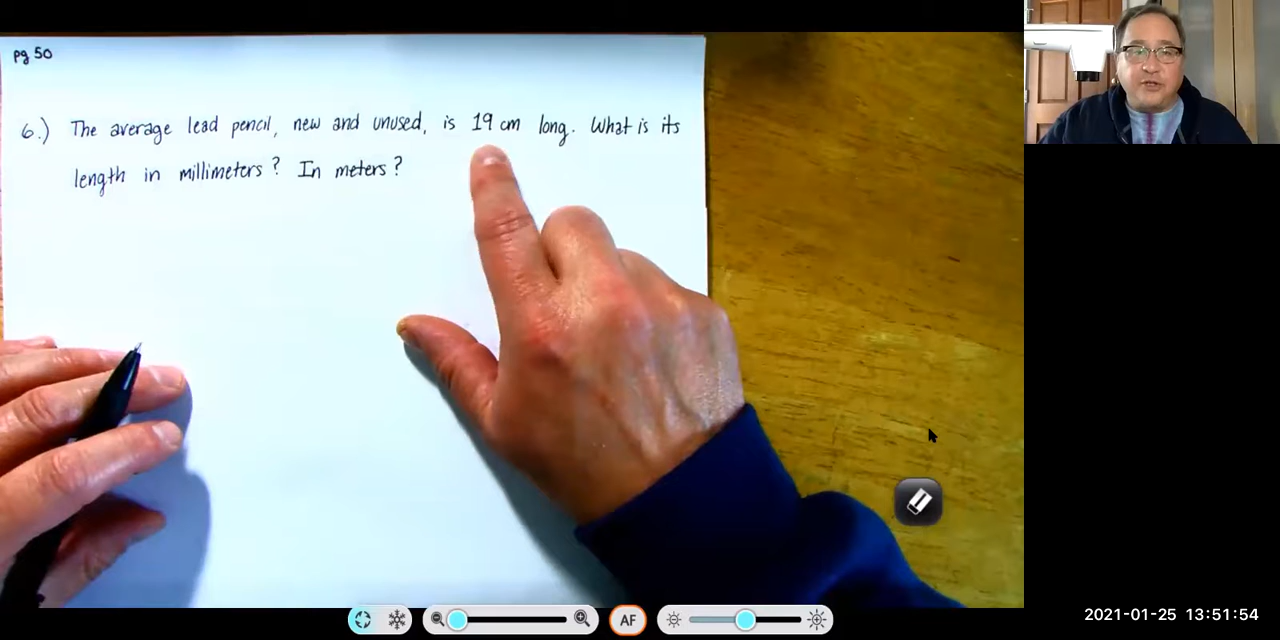 pg 50
6.) The average lead pencil, new and unused, is 19 cm long. What is its
length in millimeters? In meters?
AF
2021-01-25 13:51:54